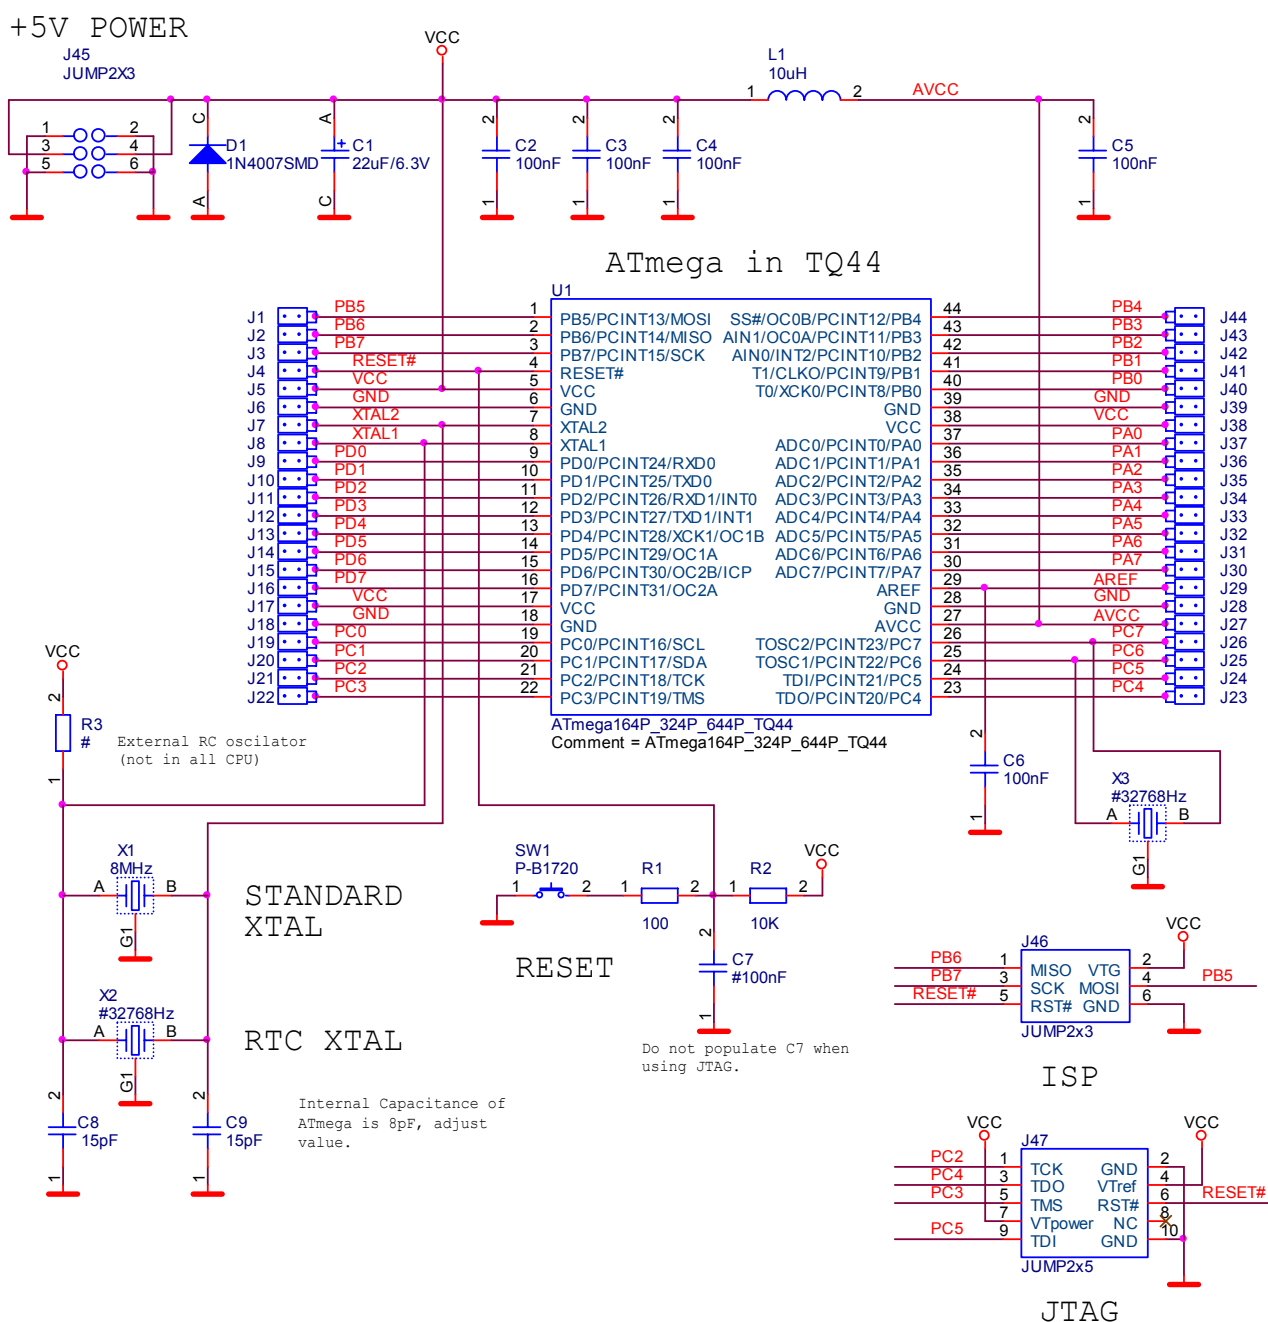 +5V POWER
J45
JUMP2X3
1 2
3 4
5 6
C
D1
1N4007SMD
A
VCC
A
+
C1
22uF/6.3V
C
2
C2
100nF
1
2
C3
100nF
1
2
C4
100nF
1
L1
10uH
1 2
AVCC
2
C5
100nF
1
ATmega in TQ44
U1
J1 PB5 1 PB5/PCINT13/MOSI SS#/OC0B/PCINT12/PB4 44 PB4 J44
J2 PB6 2 PB6/PCINT14/MISO AIN1/OC0A/PCINT11/PB3 43 PB3 J43
J3 PB7 3 PB7/PCINT15/SCK AIN0/INT2/PCINT10/PB2 42 PB2 J42
J4 RESET# 4 RESET# T1/CLKO/PCINT9/PB1 41 PB1 J41
J5 VCC 5 VCC T0/XCK0/PCINT8/PB0 40 PB0 J40
J6 GND 6 GND GND 39 GND J39
J7 XTAL2 7 XTAL2 VCC 38 VCC J38
J8 XTAL1 8 XTAL1 ADC0/PCINT0/PA0 37 PA0 J37
J9 PD0 9 PD0/PCINT24/RXD0 ADC1/PCINT1/PA1 36 PA1 J36
J10 PD1 10 PD1/PCINT25/TXD0 ADC2/PCINT2/PA2 35 PA2 J35
J11 PD2 11 PD2/PCINT26/RXD1/INT0 ADC3/PCINT3/PA3 34 PA3 J34
J12 PD3 12 PD3/PCINT27/TXD1/INT1 ADC4/PCINT4/PA4 33 PA4 J33
J13 PD4 13 PD4/PCINT28/XCK1/OC1B ADC5/PCINT5/PA5 32 PA5 J32
J14 PD5 14 PD5/PCINT29/OC1A ADC6/PCINT6/PA6 31 PA6 J31
J15 PD6 15 PD6/PCINT30/OC2B/ICP ADC7/PCINT7/PA7 30 PA7 J30
J16 PD7 16 PD7/PCINT31/OC2A AREF 29 AREF J29
J17 VCC 17 VCC GND 28 GND J28
J18 GND 18 GND AVCC 27 AVCC J27
J19 PC0 19 PC0/PCINT16/SCL TOSC2/PCINT23/PC7 26 PC7 J26
J20 PC1 20 PC1/PCINT17/SDA TOSC1/PCINT22/PC6 25 PC6 J25
J21 PC2 21 PC2/PCINT18/TCK TDI/PCINT21/PC5 24 PC5 J24
J22 PC3 22 PC3/PCINT19/TMS TDO/PCINT20/PC4 23 PC4 J23
ATmega164P_324P_644P_TQ44
Comment = ATmega164P_324P_644P_TQ44
VCC
2
R3
#
1
External RC oscilator
(not in all CPU)
2
C6
100nF
1
X3
#32768Hz
A B
G1
X1
8MHz
A B
G1
STANDARD
XTAL
X2
#32768Hz
A B
G1
RTC XTAL
2
C8
15pF
1
2
C9
15pF
1
Internal Capacitance of
ATmega is 8pF, adjust
value.
SW1
P-B1720
1 2
R1
1 2
100
R2
1 2
10K
VCC
RESET
2
C7
#100nF
1
Do not populate C7 when
using JTAG.
VCC
J46
PB6 1 MISO VTG 2
PB7 3 SCK MOSI 4 PB5
RESET# 5 RST# GND 6
JUMP2x3
ISP
VCC J47 VCC
PC2 1 TCK GND 2
PC4 3 TDO VTref 4
PC3 5 TMS RST# 6 RESET#
7 VTpower NC 8
PC5 9 TDI GND 10
JUMP2x5
JTAG